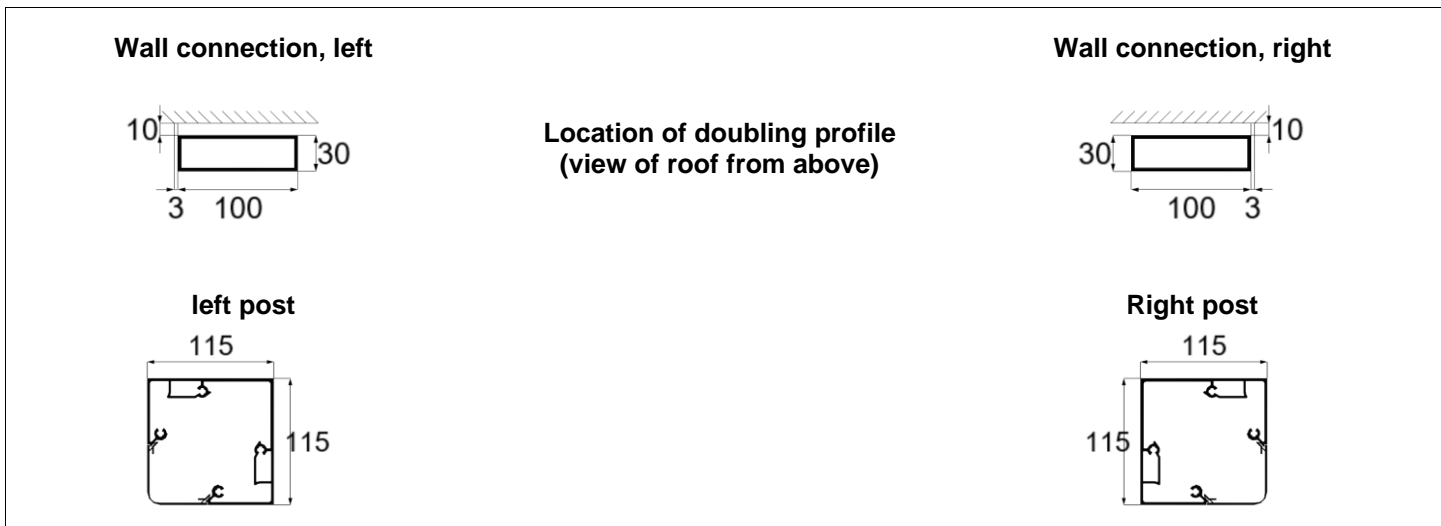 Wall connection, left
Wall connection, right
10
30
3 100
Location of doubling profile
(view of roof from above)
10
30
100 3
left post
Right post
115
115
115
115